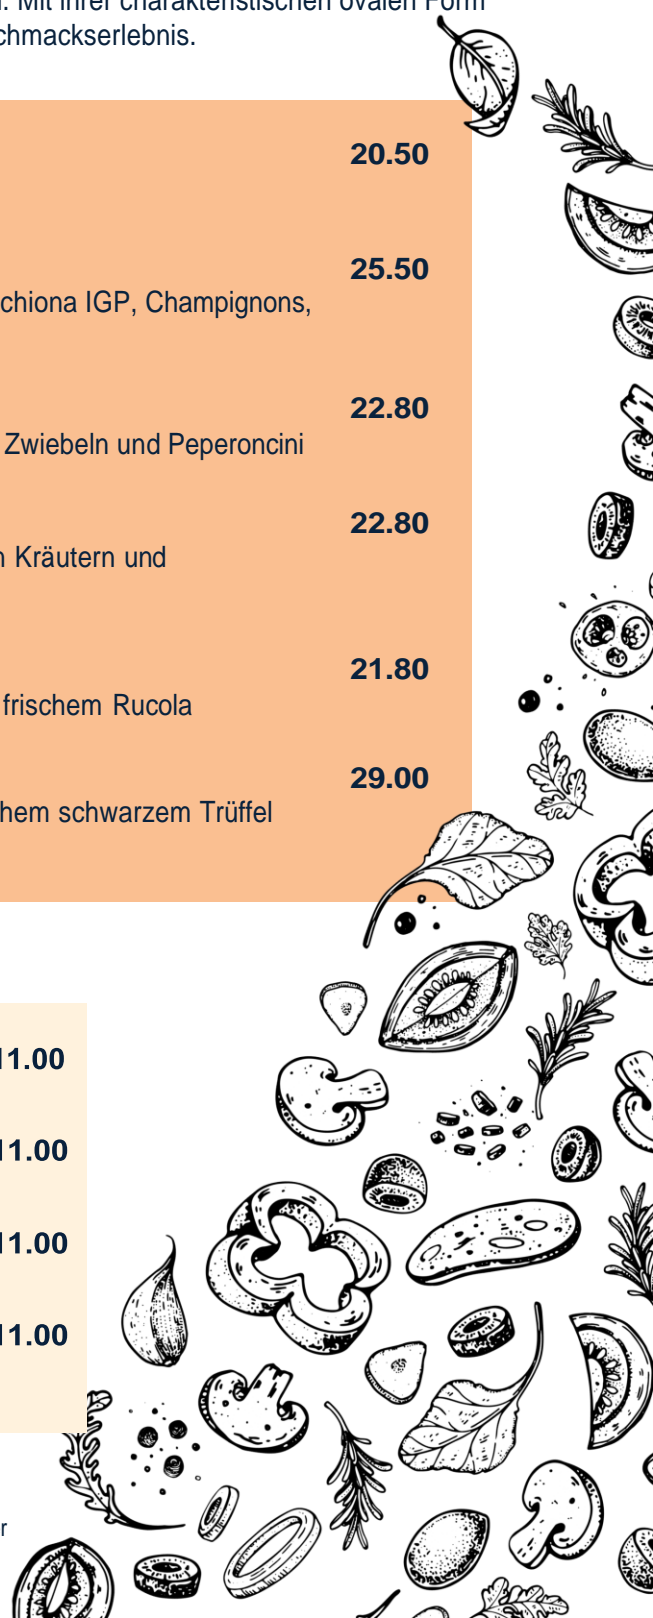 Mit ihrer charakteristischen ovalen Form
chmackserlebnis.
20.50
25.50
chiona IGP, Champignons,
22.80
Zwiebeln und Peperoncini
22.80
n Kräutern und
21.80
frischem Rucola
29.00
hem schwarzem Trüffel
11.00
11.00
11.00
11.00
r